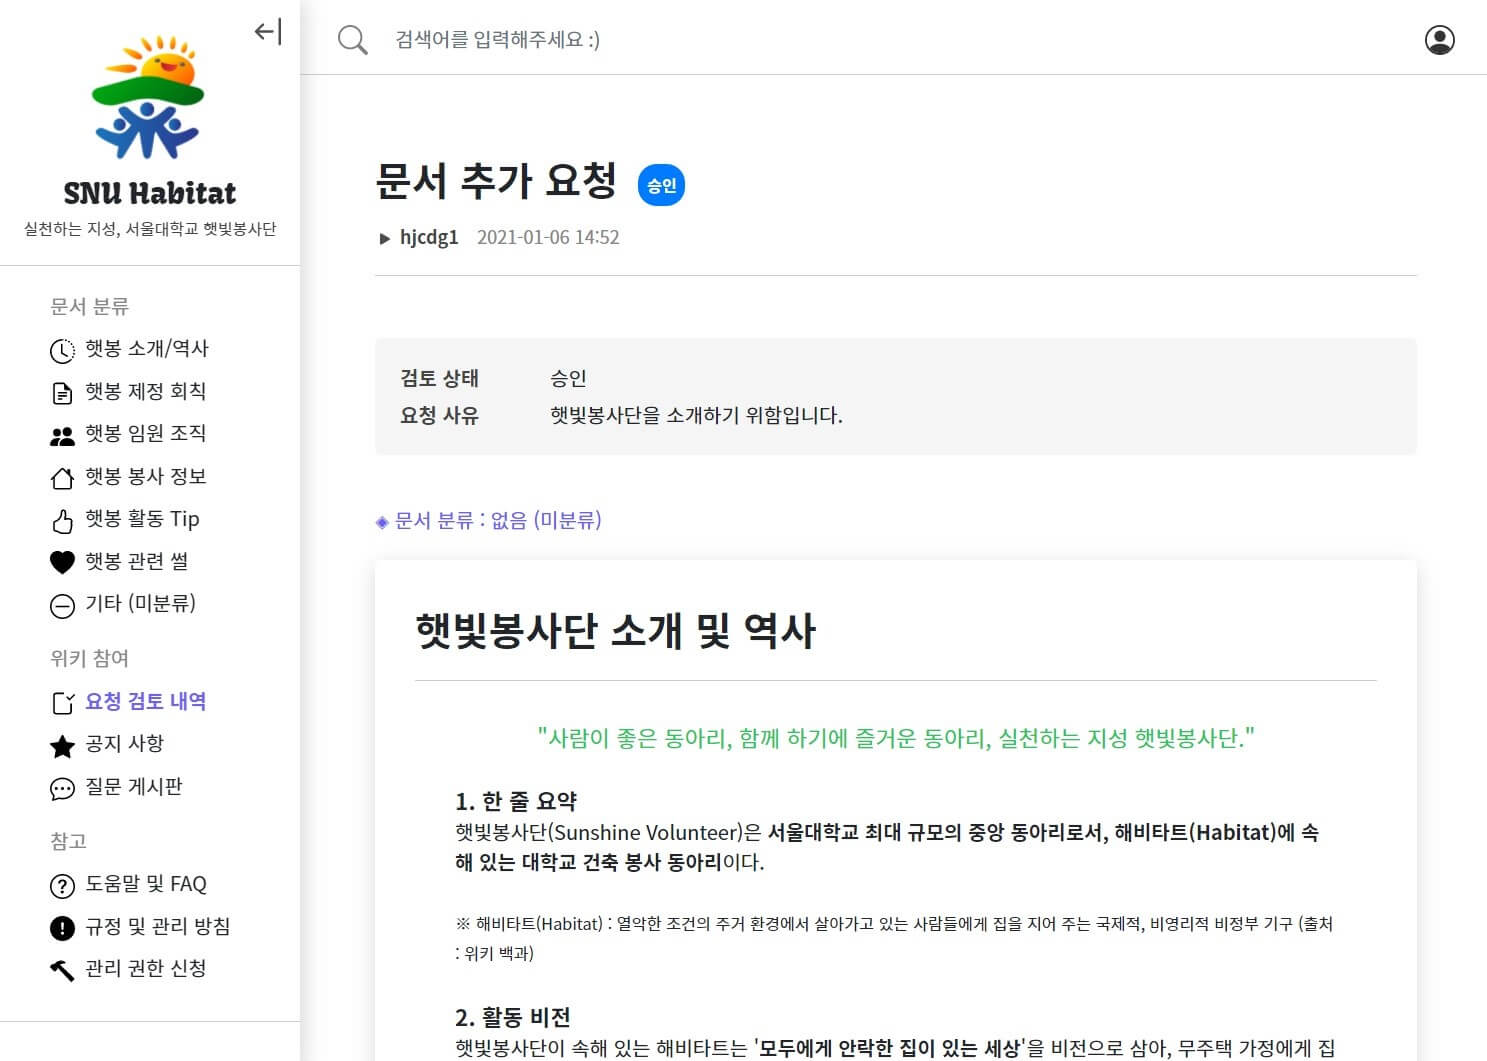 SNU Habitat
실천하는 지성, 서울대학교 햇빛봉사단
문서 분류
햇봉 소개/역사
햇봉 제정 회칙
햇봉 임원 조직
햇봉 봉사 정보
햇봉 활동 Tip
햇봉 관련 썰
기타 (미분류)
위키 참여
요청 검토 내역
공지 사항
질문 게시판
참고
도움말 및 FAQ
규정 및 관리 방침
관리 권한 신청
검색어를 입력해주세요 :)
문서 추가 요청 승인
▶ hjcdg1 2021-01-06 14:52
검토 상태 승인
요청 사유 햇빛봉사단을 소개하기 위함입니다.
◈ 문서 분류 : 없음 (미분류)
햇빛봉사단 소개 및 역사
"사람이 좋은 동아리, 함께 하기에 즐거운 동아리, 실천하는 지성 햇빛봉사단."
1. 한 줄 요약
햇빛봉사단(Sunshine Volunteer)은 서울대학교 최대 규모의 중앙 동아리로서, 해비타트(Habitat)에 속
해 있는 대학교 건축 봉사 동아리이다.
※ 해비타트(Habitat) : 열악한 조건의 주거 환경에서 살아가고 있는 사람들에게 집을 지어 주는 국제적, 비영리적 비정부 기구 (출처
: 위키 백과)
2. 활동 비전
햇빛봉사단이 속해 있는 해비타트는 '모두에게 안락한 집이 있는 세상'을 비전으로 삼아, 무주택 가정에게 집